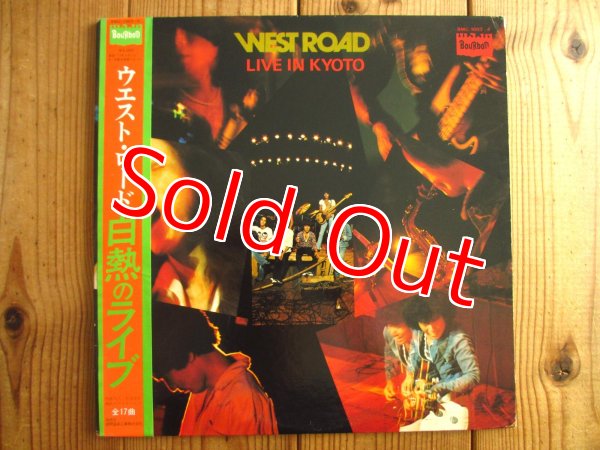 BOURBON
ウエスト・ロード
白熱のライブ
全17曲
WEST ROAD
LIVE IN KYOTO
BOURBON
Sold Out